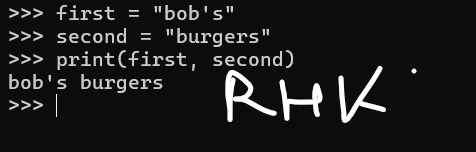 >>> first = "bob's"
>>> second = "burgers"
>>> print(first, second)
bob's burgers
>>>
RHK